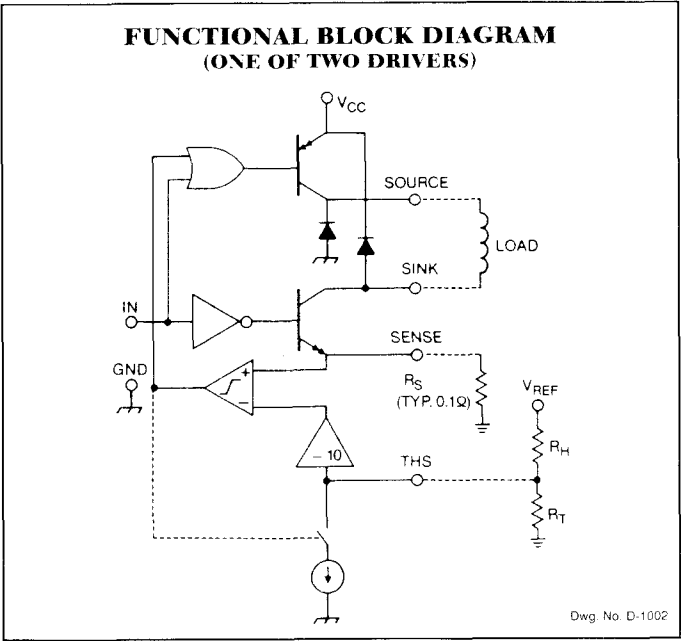 FUNCTIONAL BLOCK DIAGRAM
(ONE OF TWO DRIVERS)
VCC
SOURCE
LOAD
SINK
IN
SENSE
GND
+
−
RS
(TYP. 0.1Ω)
VREF
RH
− 10
THS
RT
Dwg. No. D-1002